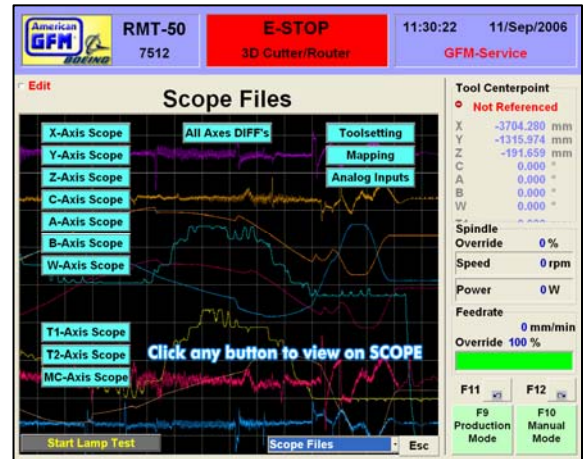 American
GFM
BOEING
RMT-50
7512
E-STOP
3D Cutter/Router
11:30:22 11/Sep/2006
GFM-Service
Edit
Scope Files
X-Axis Scope
Y-Axis Scope
Z-Axis Scope
C-Axis Scope
A-Axis Scope
B-Axis Scope
W-Axis Scope
T1-Axis Scope
T2-Axis Scope
MC-Axis Scope
All Axes DIFF's
Toolsetting
Mapping
Analog Inputs
Click any button to view on SCOPE
Start Lamp Test
Scope Files
Esc
Tool Centerpoint
Not Referenced
X -3704.280 mm
Y -1315.974 mm
Z -191.659 mm
C 0.000 °
A 0.000 °
B 0.000 °
W 0.000 °
Spindle
Override 0 %
Speed 0 rpm
Power 0 W
Feedrate
0 mm/min
Override 100 %
F11
F12
F9
Production
Mode
F10
Manual
Mode